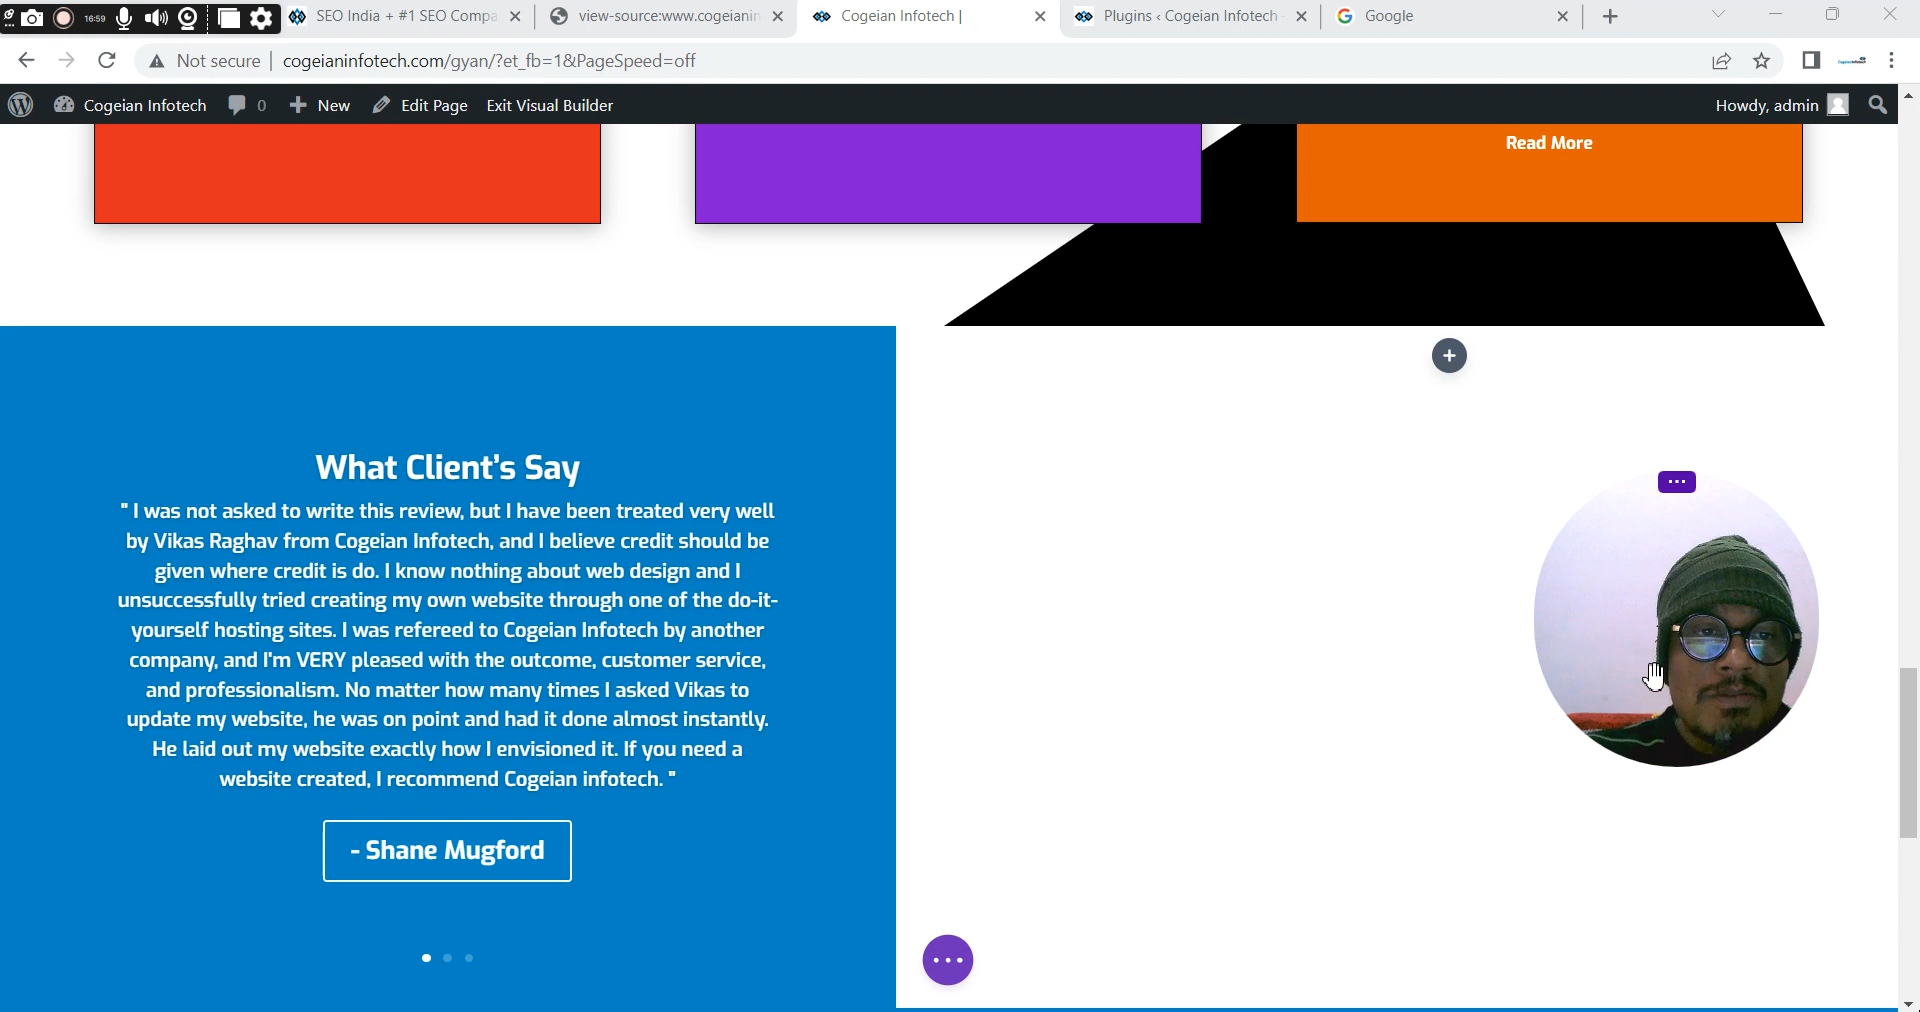 16:59
SEO India + #1 SEO Compa
view-source:www.cogeianin
Cogeian Infotech |
Plugins ‹ Cogeian Infotech
Google
Not secure
cogeianinfotech.com/gyan/?et_fb=1&PageSpeed=off
Cogeian Infotech
0
New
Edit Page
Exit Visual Builder
Howdy, admin
Read More
What Client’s Say
" I was not asked to write this review, but I have been treated very well
by Vikas Raghav from Cogeian Infotech, and I believe credit should be
given where credit is do. I know nothing about web design and I
unsuccessfully tried creating my own website through one of the do-it-
yourself hosting sites. I was refereed to Cogeian Infotech by another
company, and I'm VERY pleased with the outcome, customer service,
and professionalism. No matter how many times I asked Vikas to
update my website, he was on point and had it done almost instantly.
He laid out my website exactly how I envisioned it. If you need a
website created, I recommend Cogeian infotech. "
- Shane Mugford